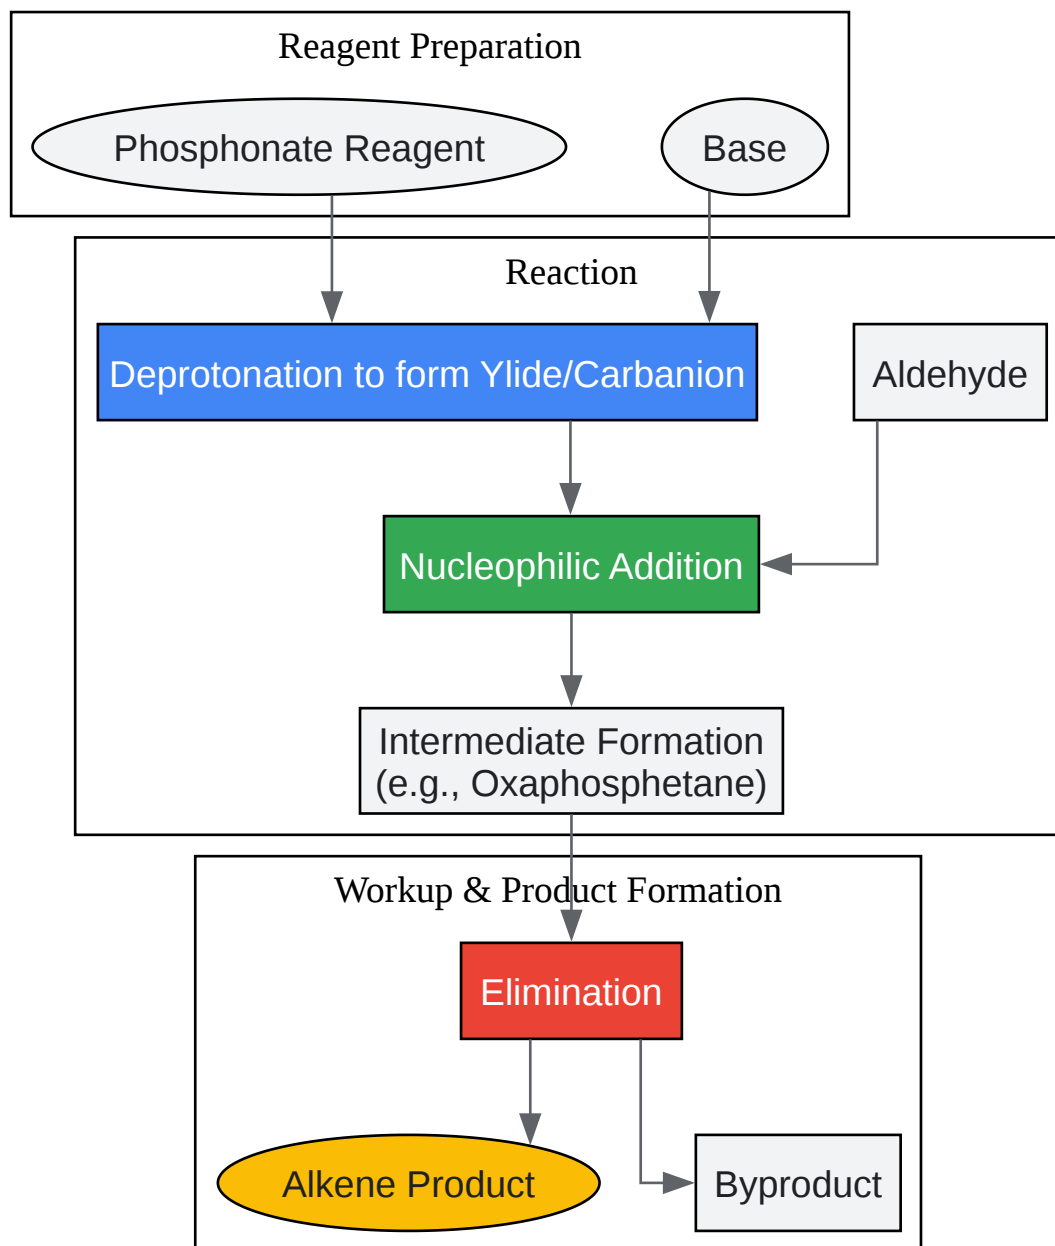 Reagent Preparation
Phosphonate Reagent
Base
Reaction
Deprotonation to form Ylide/Carbanion
Aldehyde
Nucleophilic Addition
Intermediate Formation
(e.g., Oxaphosphetane)
Workup & Product Formation
Elimination
Alkene Product
Byproduct